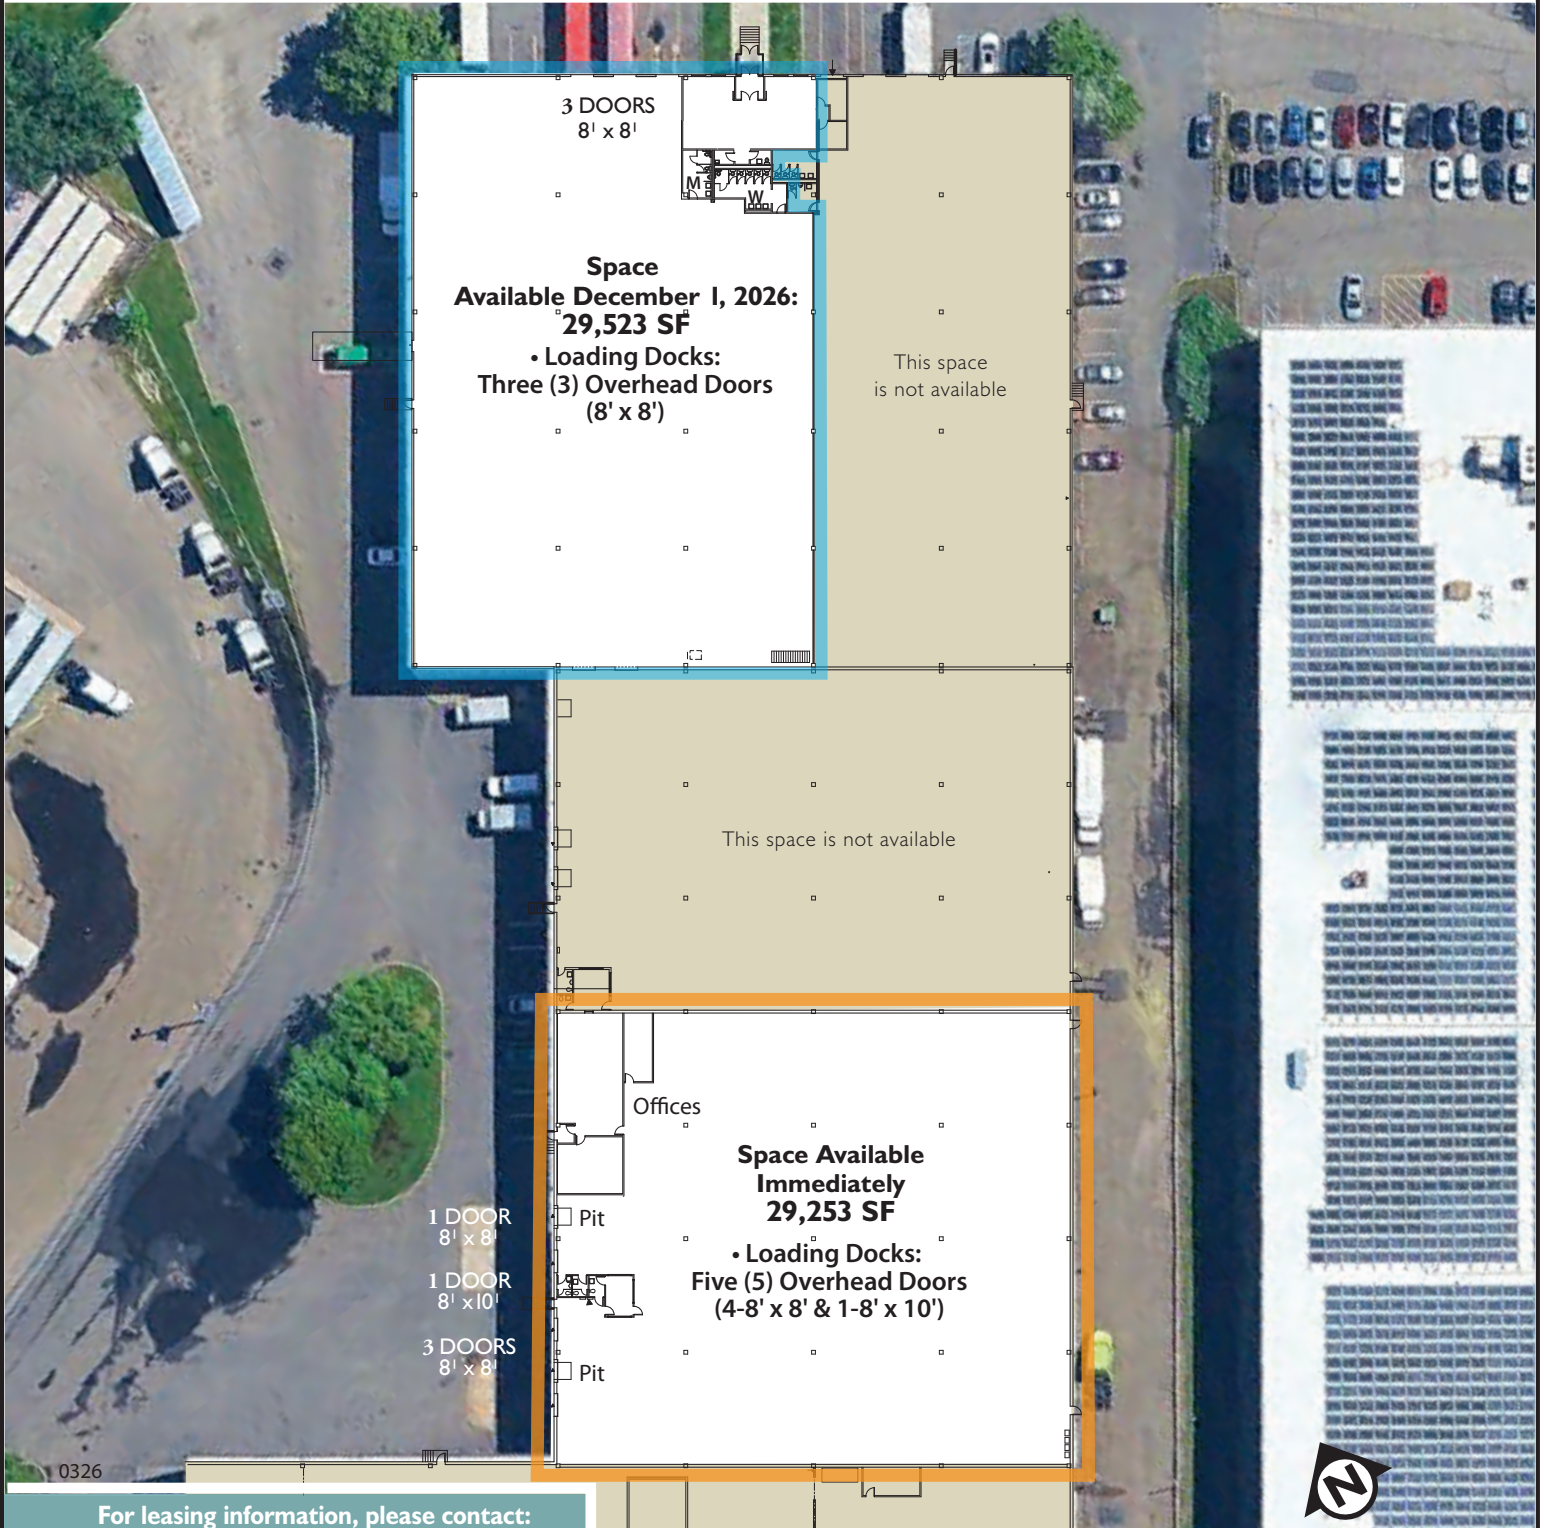 3 DOORS
8' x 8'
M
W
Space
Available December 1, 2026:
29,523 SF
• Loading Docks:
Three (3) Overhead Doors
(8' x 8')
This space
is not available
This space is not available
Offices
Space Available
Immediately
29,253 SF
• Loading Docks:
Five (5) Overhead Doors
(4-8' x 8' & 1-8' x 10')
1 DOOR
8' x 8'
Pit
1 DOOR
8' x10'
3 DOORS
8' x 8'
Pit
0326
N
For leasing information, please contact: